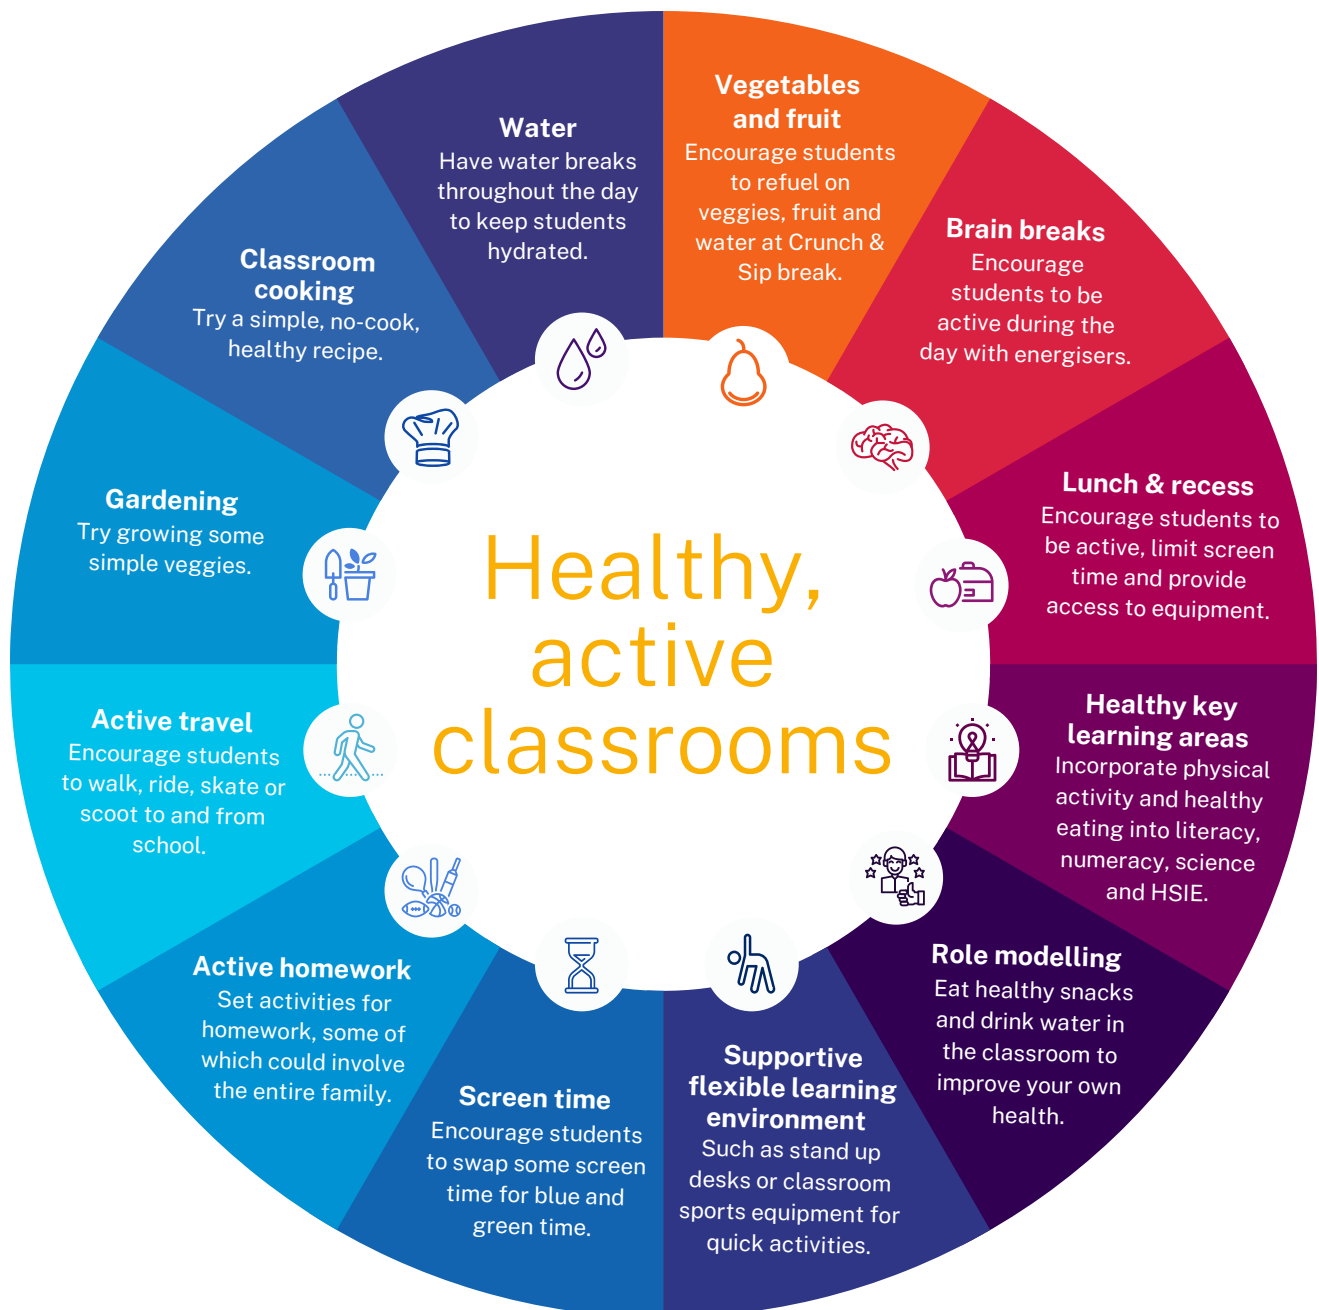 Healthy,
active
classrooms
Vegetables
and fruit
Encourage students
to refuel on
veggies, fruit and
water at Crunch &
Sip break.
Brain breaks
Encourage
students to be
active during the
day with energisers.
Lunch & recess
Encourage students to
be active, limit screen
time and provide
access to equipment.
Healthy key
learning areas
Incorporate physical
activity and healthy
eating into literacy,
numeracy, science
and HSIE.
Role modelling
Eat healthy snacks
and drink water in
the classroom to
improve your own
health.
Supportive
flexible learning
environment
Such as stand up
desks or classroom
sports equipment for
quick activities.
Screen time
Encourage students
to swap some screen
time for blue and
green time.
Active homework
Set activities for
homework, some of
which could involve
the entire family.
Active travel
Encourage students
to walk, ride, skate or
scoot to and from
school.
Gardening
Try growing some
simple veggies.
Classroom
cooking
Try a simple, no-cook,
healthy recipe.
Water
Have water breaks
throughout the day
to keep students
hydrated.